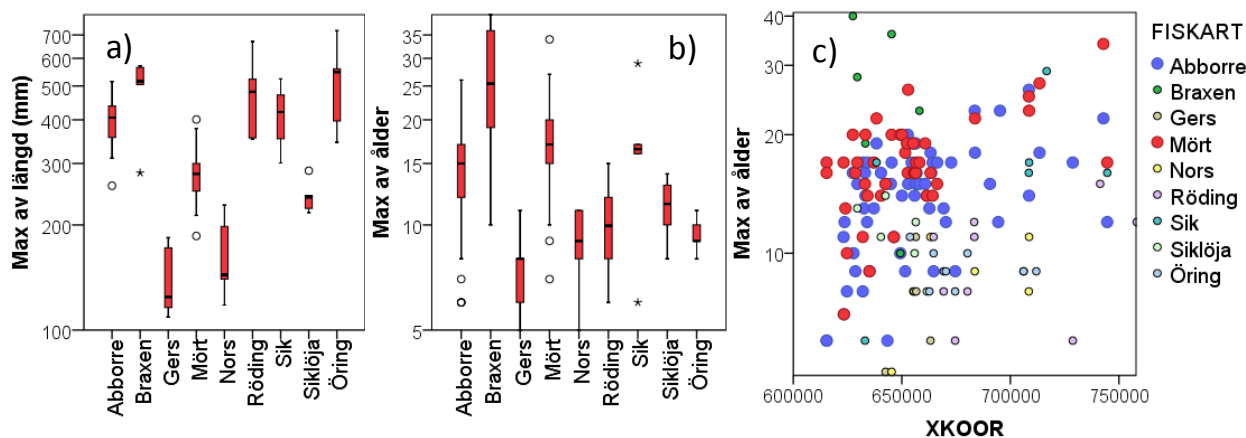 a)
Max av längd (mm)
700
600
500
400
300
200
100
Abborre
Braxen
Gers
Mört
Nors
Röding
Sik
Siklöja
Öring
b)
Max av ålder
35
25
20
15
10
5
Abborre
Braxen
Gers
Mört
Nors
Röding
Sik
Siklöja
Öring
c)
Max av ålder
40
30
20
10
600000
650000
700000
750000
XKOOR
FISKART
Abborre
Braxen
Gers
Mört
Nors
Röding
Sik
Siklöja
Öring